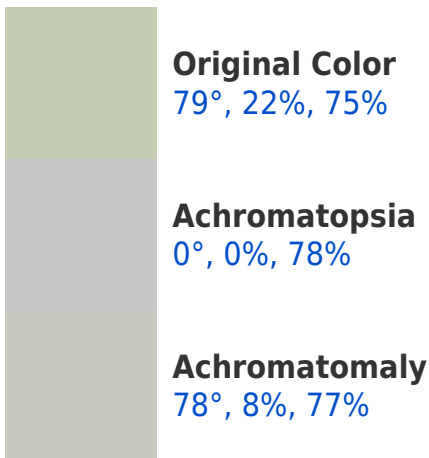 Original Color
79°, 22%, 75%
Achromatopsia
0°, 0%, 78%
Achromatomaly
78°, 8%, 77%